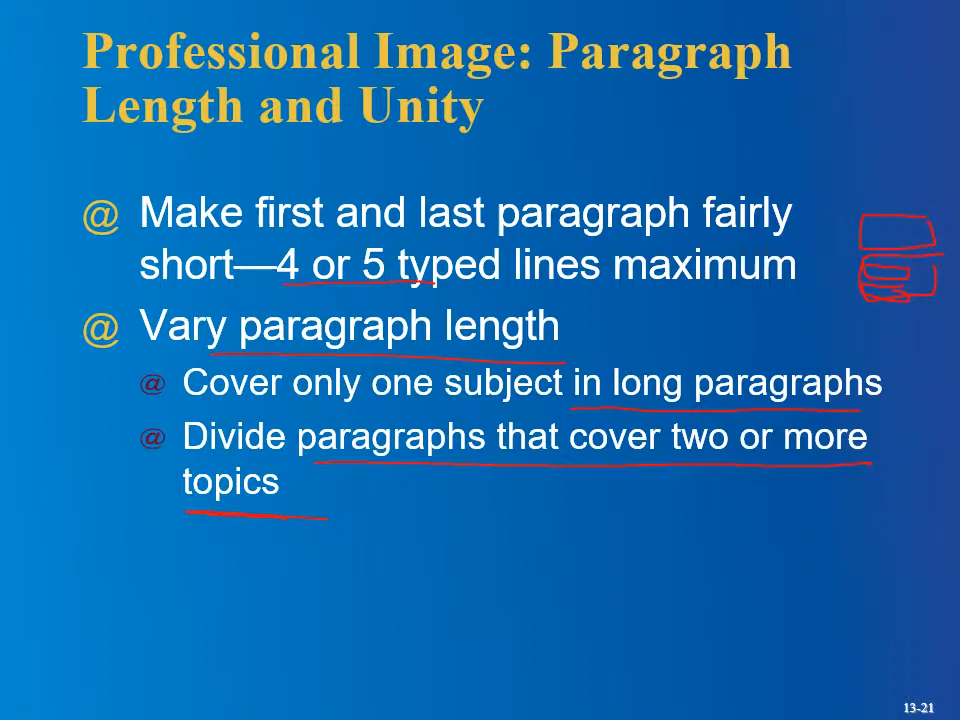 Professional Image: Paragraph
Length and Unity
@ Make first and last paragraph fairly
short—4 or 5 typed lines maximum
@ Vary paragraph length
@ Cover only one subject in long paragraphs
@ Divide paragraphs that cover two or more
topics
13-21